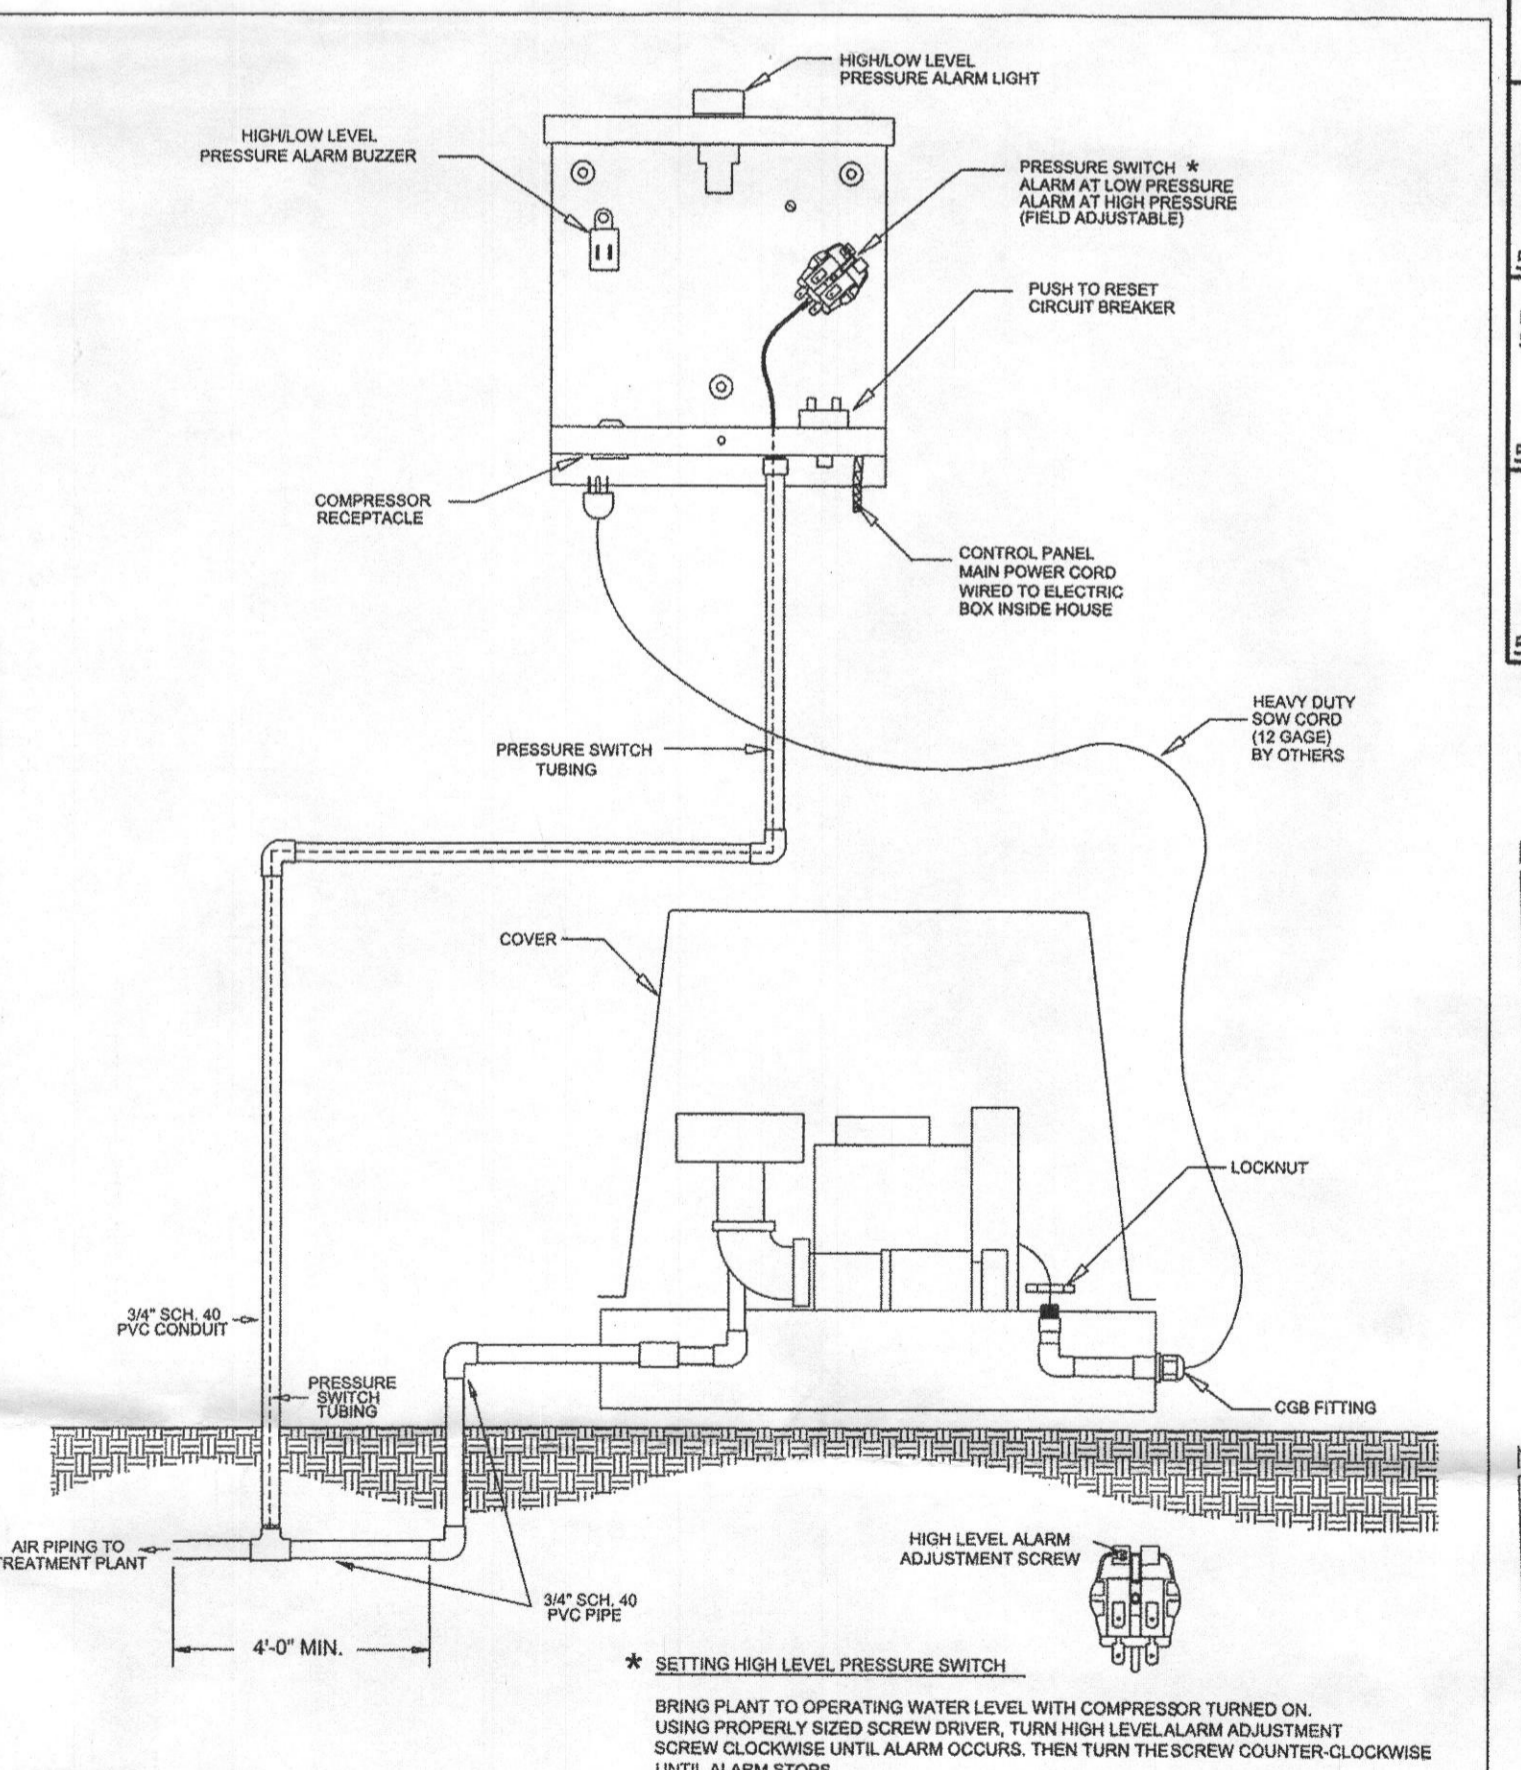 HIGH/LOW LEVEL
PRESSURE ALARM LIGHT
HIGH/LOW LEVEL
PRESSURE ALARM BUZZER
PRESSURE SWITCH *
ALARM AT LOW PRESSURE
ALARM AT HIGH PRESSURE
(FIELD ADJUSTABLE)
PUSH TO RESET
CIRCUIT BREAKER
COMPRESSOR
RECEPTACLE
CONTROL PANEL
MAIN POWER CORD
WIRED TO ELECTRIC
BOX INSIDE HOUSE
HEAVY DUTY
SOW CORD
(12 GAGE)
BY OTHERS
PRESSURE SWITCH
TUBING
COVER
LOCKNUT
3/4" SCH. 40
PVC CONDUIT
PRESSURE
SWITCH
TUBING
CGB FITTING
AIR PIPING TO
TREATMENT PLANT
HIGH LEVEL ALARM
ADJUSTMENT SCREW
3/4" SCH. 40
PVC PIPE
4'-0" MIN.
* SETTING HIGH LEVEL PRESSURE SWITCH
BRING PLANT TO OPERATING WATER LEVEL WITH COMPRESSOR TURNED ON.
USING PROPERLY SIZED SCREW DRIVER, TURN HIGH LEVEL ALARM ADJUSTMENT
SCREW CLOCKWISE UNTIL ALARM OCCURS. THEN TURN THE SCREW COUNTER-CLOCKWISE
UNTIL ALARM STOPS